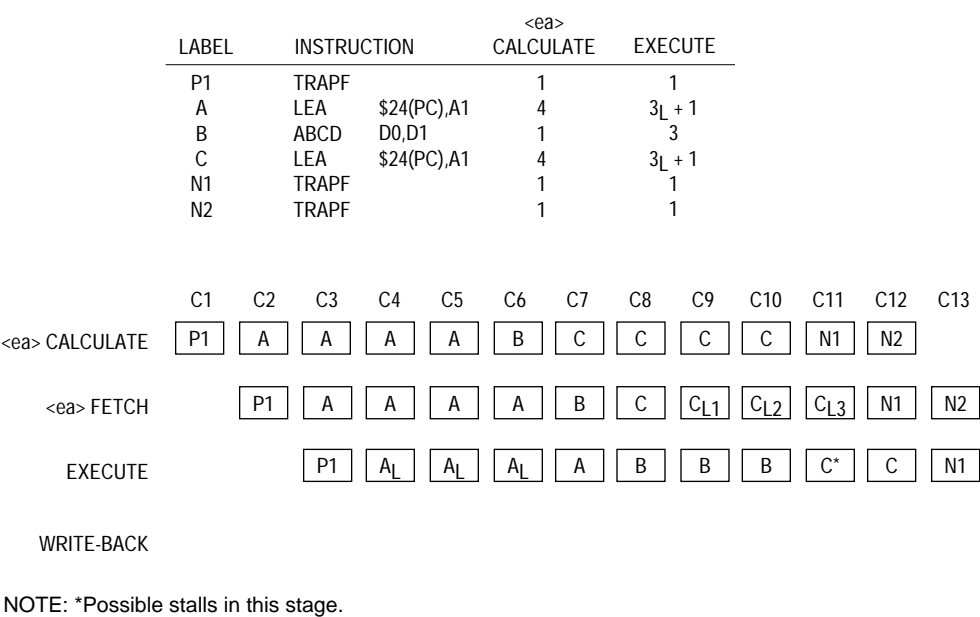 <ea>
LABEL INSTRUCTION CALCULATE EXECUTE
P1 TRAPF 1 1
A LEA $24(PC),A1 4 3L + 1
B ABCD D0,D1 1 3
C LEA $24(PC),A1 4 3L + 1
N1 TRAPF 1 1
N2 TRAPF 1 1
C1 C2 C3 C4 C5 C6 C7 C8 C9 C10 C11 C12 C13
<ea> CALCULATE P1 A A A A B C C C C N1 N2
<ea> FETCH P1 A A A A B C CL1 CL2 CL3 N1 N2
EXECUTE P1 AL AL AL A B B B C* C N1
WRITE-BACK
NOTE: *Possible stalls in this stage.